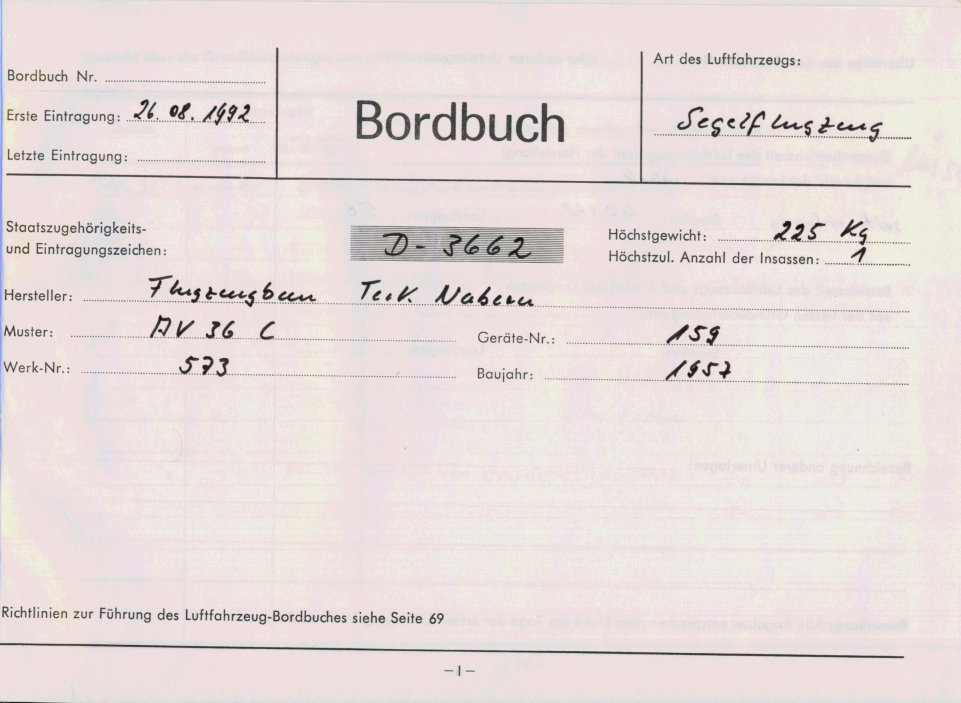 Bordbuch Nr.
Erste Eintragung: 26. 08. 1992
Letzte Eintragung:
Bordbuch
Art des Luftfahrzeugs:
Segelflugzeug
Staatszugehörigkeits-
und Eintragungszeichen:
D-3662
Höchstgewicht: 225 Kg
Höchstzul. Anzahl der Insassen: 1
Hersteller: Flugzeugbau Nabern
Muster: AV 36 C
Geräte-Nr.: 159
Werk-Nr.: 573
Baujahr: 1957
Richtlinien zur Führung des Luftfahrzeug-Bordbuches siehe Seite 69
–I–